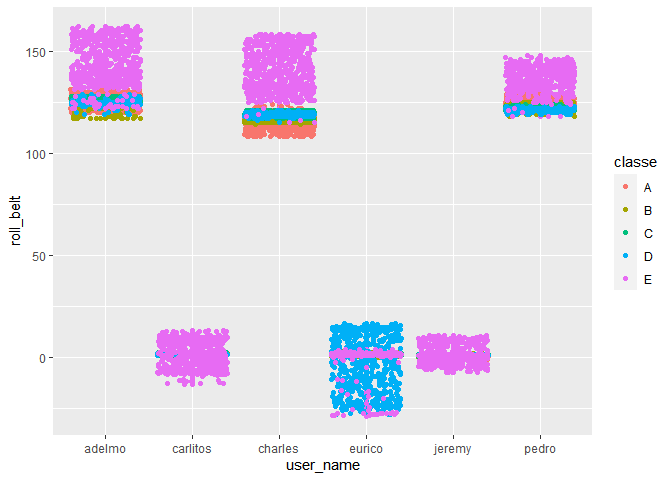 150
100
50
0
roll_belt
adelmo
carlitos
charles
eurico
jeremy
pedro
user_name
classe
A
B
C
D
E